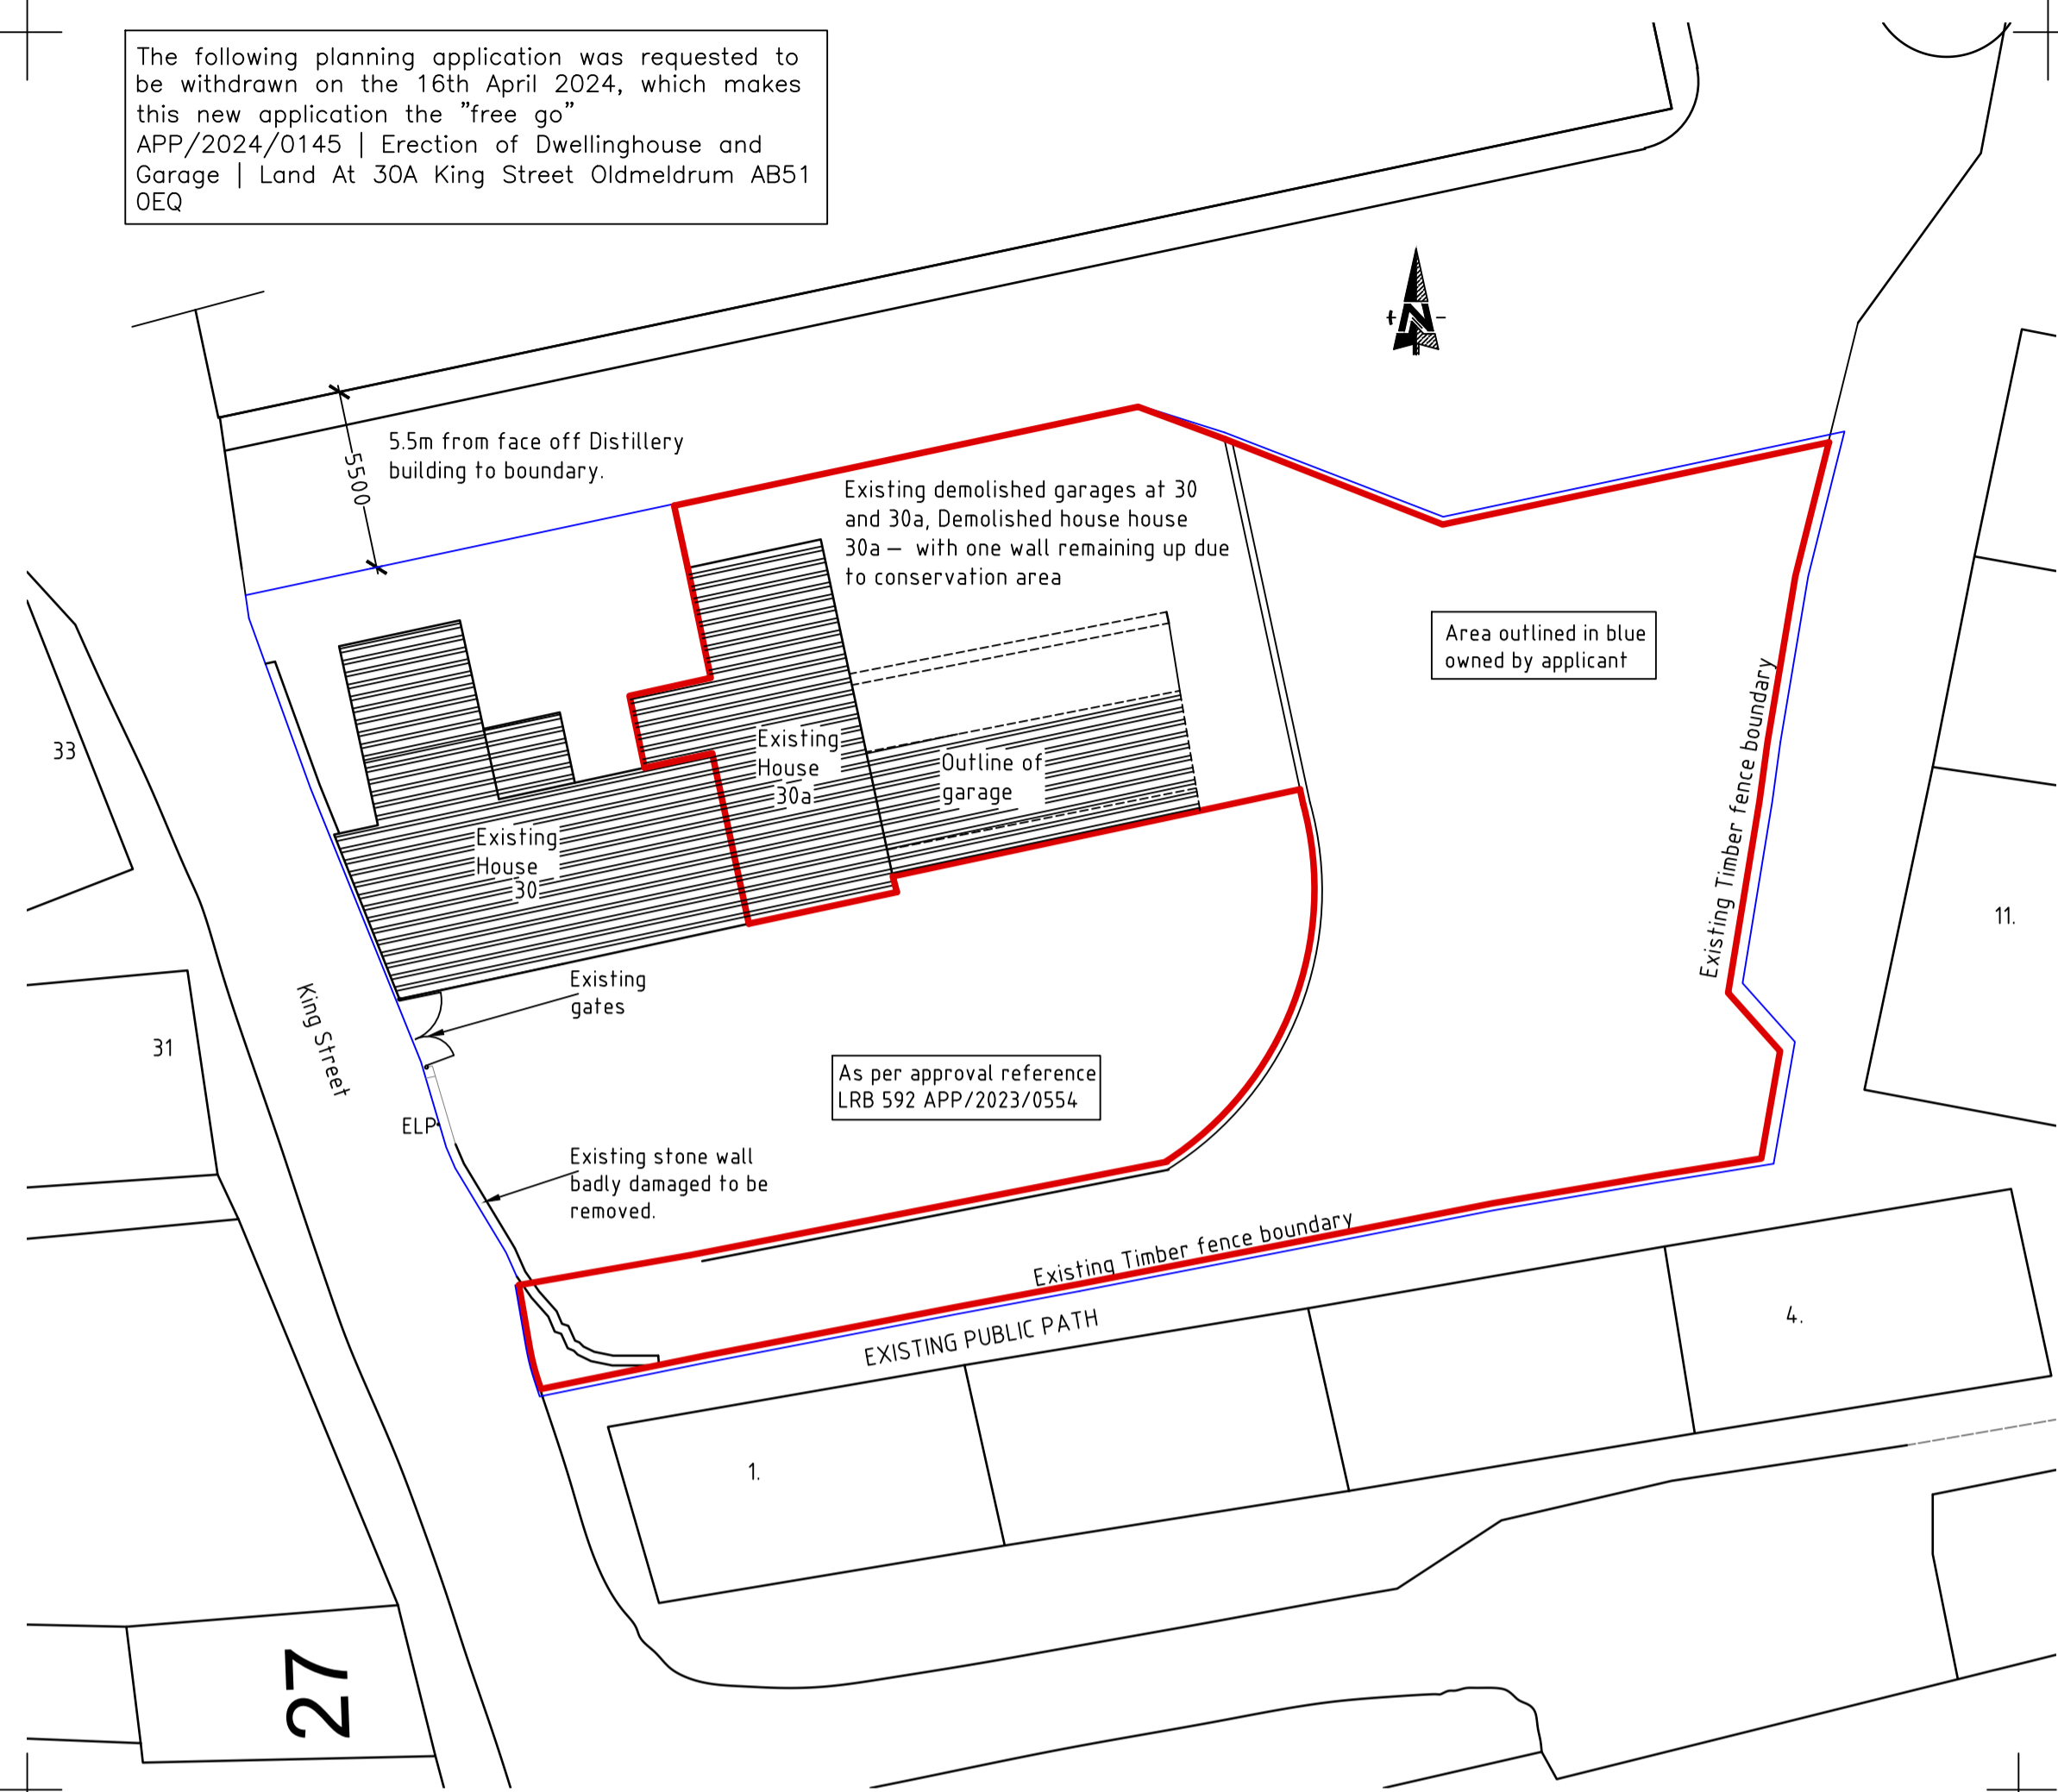 The following planning application was requested to
be withdrawn on the 16th April 2024, which makes
this new application the "free go"
APP/2024/0145 | Erection of Dwellinghouse and
Garage | Land At 30A King Street Oldmeldrum AB51
0EQ
N
5500
5.5m from face off Distillery
building to boundary.
Existing demolished garages at 30
and 30a, Demolished house house
30a – with one wall remaining up due
to conservation area
Area outlined in blue
owned by applicant
33
Existing
House
30a
Outline of
garage
Existing Timber fence boundary
Existing
House
30
11.
Existing
gates
King Street
31
As per approval reference
LRB 592 APP/2023/0554
ELP
Existing stone wall
badly damaged to be
removed.
Existing Timber fence boundary
EXISTING PUBLIC PATH
4.
1.
27